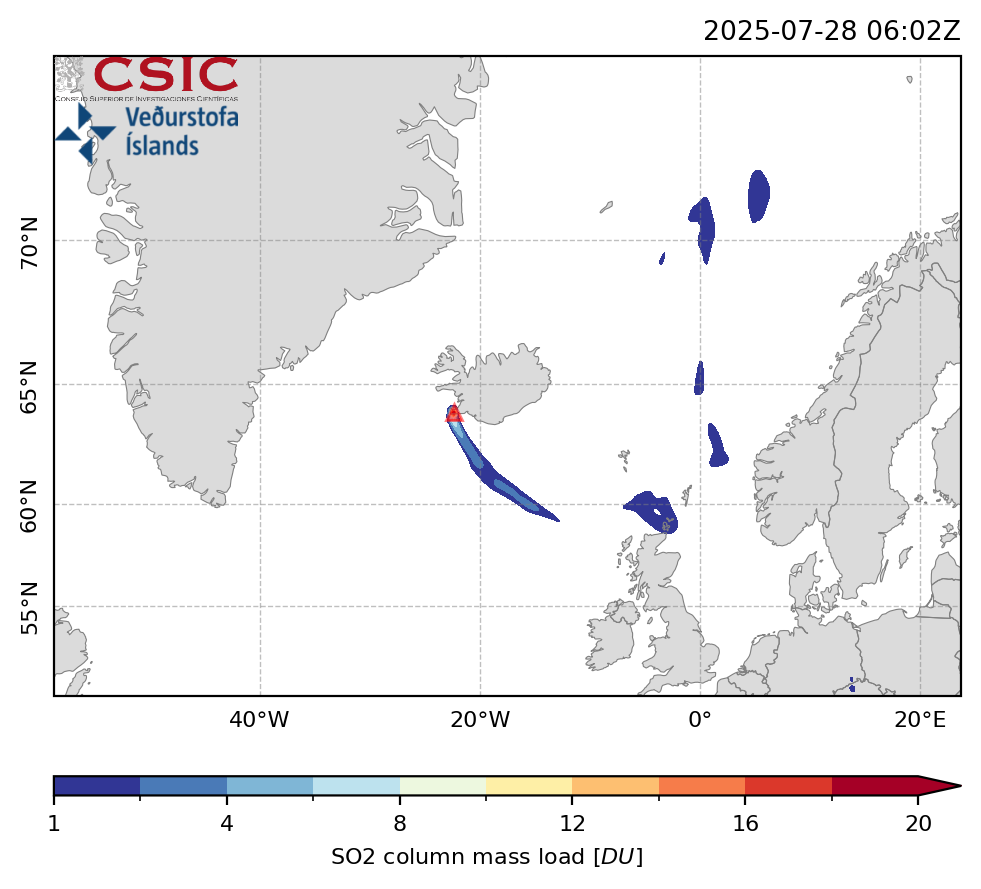 2025-07-28 06:02Z
CSIC
CONSEJO SUPERIOR DE INVESTIGACIONES CIENTÍFICAS
Veðurstofa
Íslands
70°N
65°N
60°N
55°N
40°W 20°W 0° 20°E
1 4 8 12 16 20
SO2 column mass load [DU]